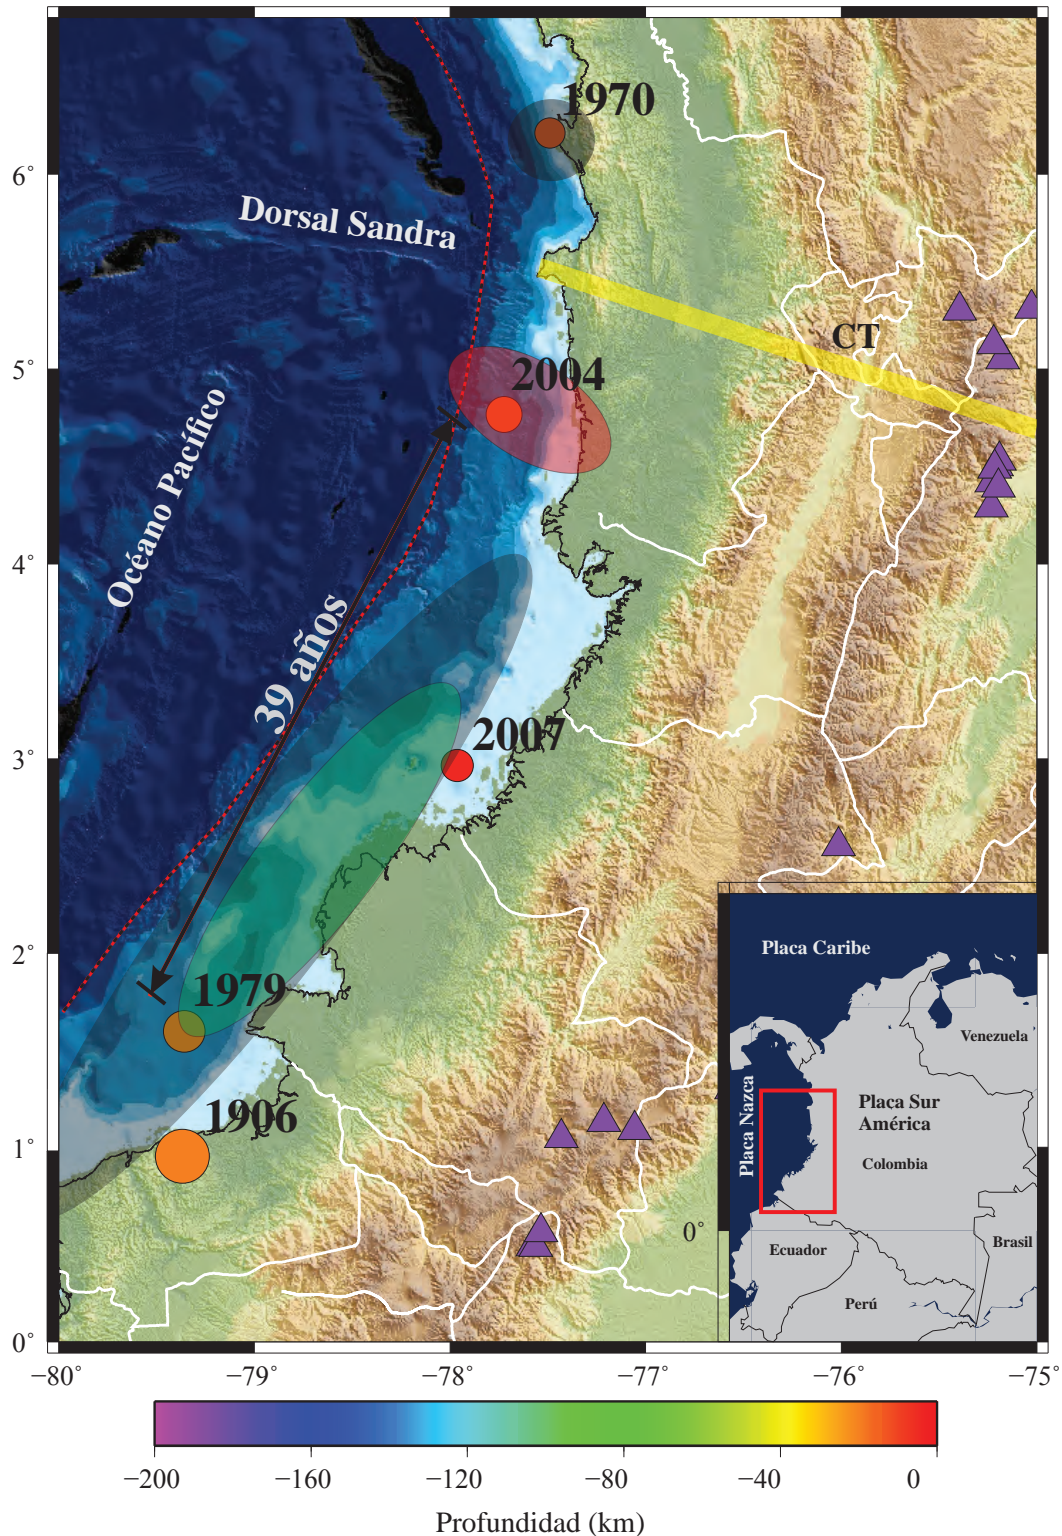 1970
6°
Dorsal Sandra
CT
5°
2004
Océano Pacífico
4°
39 años
3°
2007
2°
1979
1906
1°
0°
−80
−79°
−78
−77°
−76°
−75°
Placa Caribe
Venezuela
Placa Nazca
Placa Sur
América
Colombia
0°
Ecuador
Brasil
Perú
−200
−160
−120
−80
−40
0
Profundidad (km)